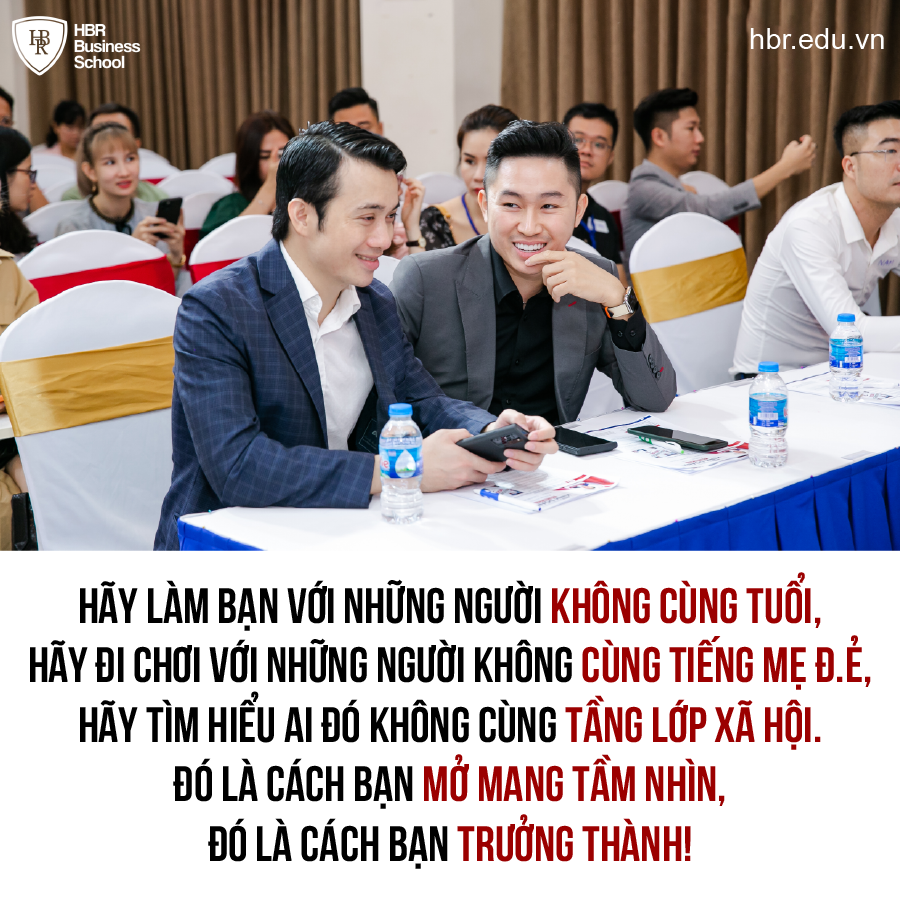 HBR
HBR
Business
School
hbr.edu.vn
HÃY LÀM BẠN VỚI NHỮNG NGƯỜI KHÔNG CÙNG TUỔI,
HÃY ĐI CHƠI VỚI NHỮNG NGƯỜI KHÔNG CÙNG TIẾNG MẸ Đ.Ẻ,
HÃY TÌM HIỂU AI ĐÓ KHÔNG CÙNG TẦNG LỚP XÃ HỘI.
ĐÓ LÀ CÁCH BẠN MỞ MANG TẦM NHÌN,
ĐÓ LÀ CÁCH BẠN TRƯỞNG THÀNH!